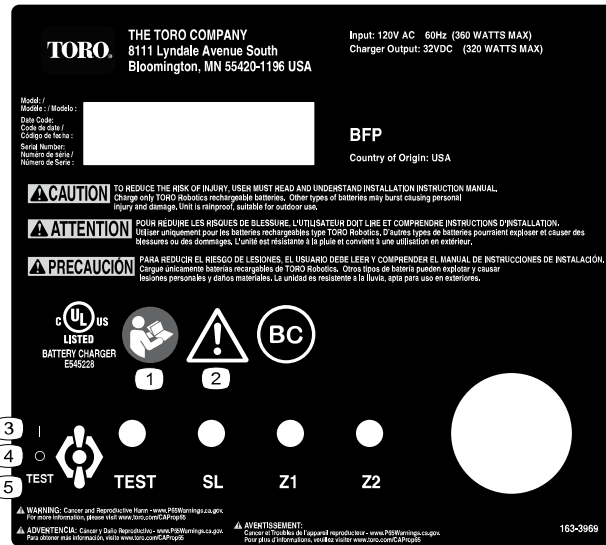 TORO.
THE TORO COMPANY
8111 Lyndale Avenue South
Bloomington, MN 55420-1196 USA
Input: 120V AC 60Hz (360 WATTS MAX)
Charger Output: 32VDC (320 WATTS MAX)
Model: /
Modèle : / Modelo :
Date Code:
Code de date /
Código de fecha :
Serial Number:
Numéro de série /
Número de Serie :
BFP
Country of Origin: USA
CAUTION
TO REDUCE THE RISK OF INJURY, USER MUST READ AND UNDERSTAND INSTALLATION INSTRUCTION MANUAL,
Charge only TORO Robotics rechargeable batteries. Other types of batteries may burst causing personal
injury and damage. Unit is rainproof, suitable for outdoor use.
ATTENTION
POUR RÉDUIRE LES RISQUES DE BLESSURE, L'UTILISATEUR DOIT LIRE ET COMPRENDRE INSTRUCTIONS D'INSTALLATION.
Utiliser uniquement pour les batteries rechargeables type TORO Robotics, D'autres types de batteries pourraient exploser et causer des
blessures ou des dommages, L'unité est résistante à la pluie et convient à une utilisation en extérieur.
PRECAUCIÓN
PARA REDUCIR EL RIESGO DE LESIONES, EL USUARIO DEBE LEER Y COMPRENDER EL MANUAL DE INSTRUCCIONES DE INSTALACIÓN.
Cargue únicamente baterías recargables de TORO Robotics. Otros tipos de batería pueden explotar y causar
lesiones personales y daños materiales. La unidad es resistente a la lluvia, apta para uso en exteriores.
C UL US
LISTED
BATTERY CHARGER
E545228
BC
1
2
3
4
5
TEST
TEST
SL
Z1
Z2
WARNING: Cancer and Reproductive Harm - www.P65Warnings.ca.gov.
For more information, please visit www.toro.com/CAProp65
ADVERTENCIA: Cáncer y Daño Reproductivo - www.P65Warnings.ca.gov.
Para obtener más información, visite www.toro.com/CAProp65
AVERTISSEMENT:
Cancer et Troubles de l'appareil reproducteur - www.P65Warnings.ca.gov.
Pour plus d'informations, veuillez visiter www.toro.com/CAProp65
163-3969